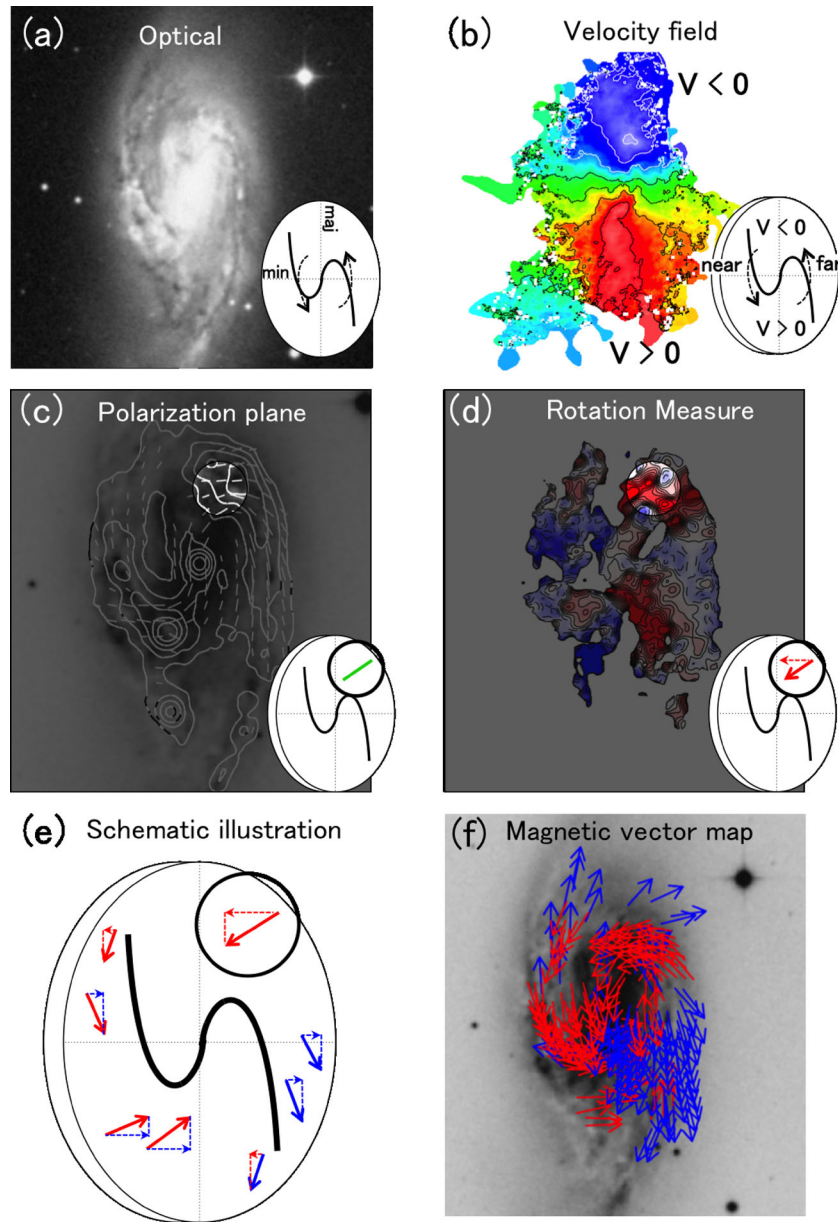 (a)
Optical
maj
min
(b)
Velocity field
V < 0
V < 0
near
far
V > 0
V > 0
(c)
Polarization plane
(d)
Rotation Measure
(e)
Schematic illustration
(f)
Magnetic vector map